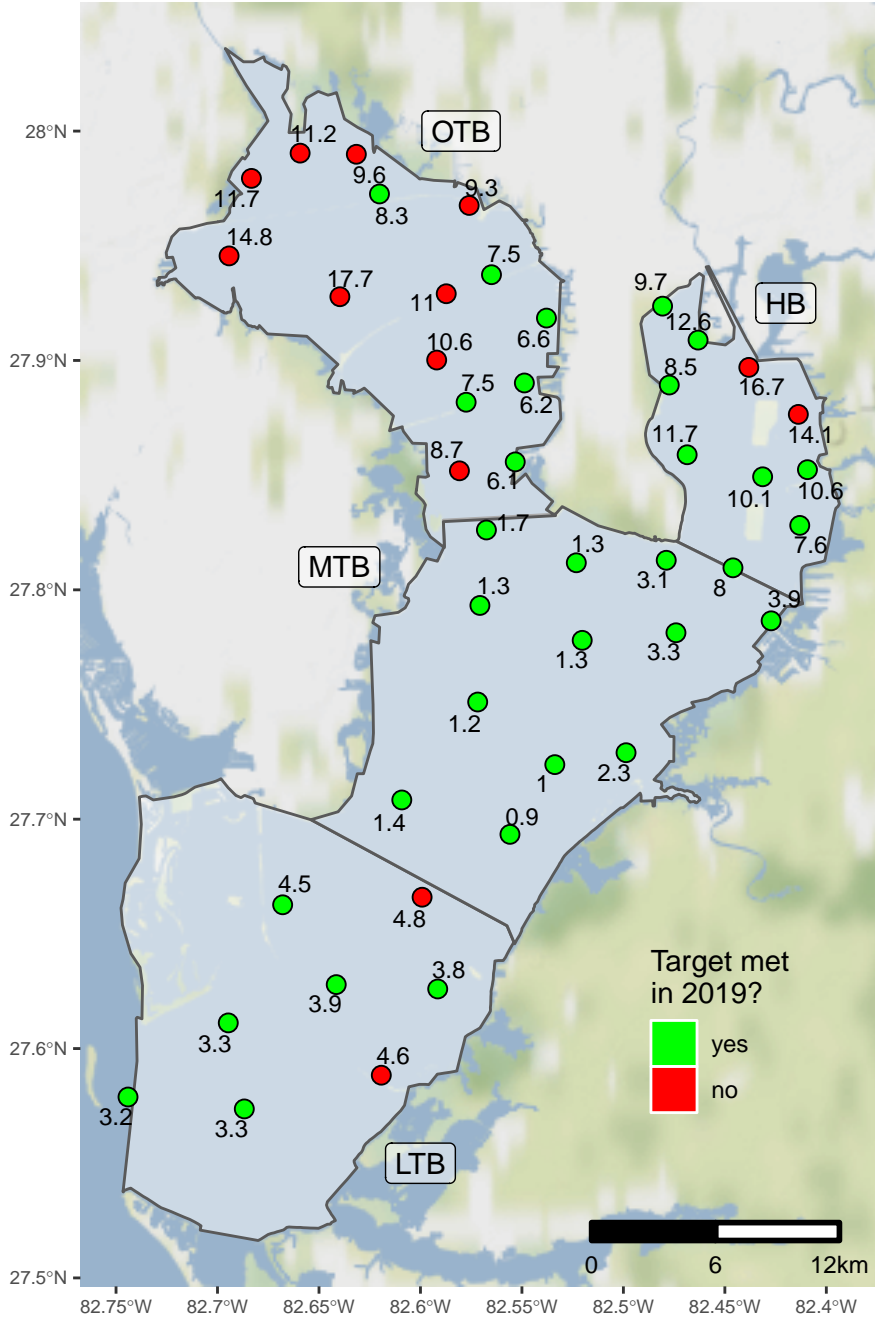 28°N
27.9°N
27.8°N
27.7°N
27.6°N
27.5°N
OTB
11.2
9.6
9.3
11.7
8.3
14.8
7.5
17.7
11
6.6
10.6
7.5
6.2
8.7
6.1
HB
9.7
12.6
8.5
16.7
14.1
11.7
10.1
10.6
7.6
8
MTB
1.7
1.3
3.1
3.9
1.3
1.3
3.3
1.2
1
2.3
1.4
0.9
4.5
4.8
3.9
3.8
3.3
4.6
3.2
3.3
LTB
Target met
in 2019?
yes
no
0 6 12km
82.75°W 82.7°W 82.65°W 82.6°W 82.55°W 82.5°W 82.45°W 82.4°W